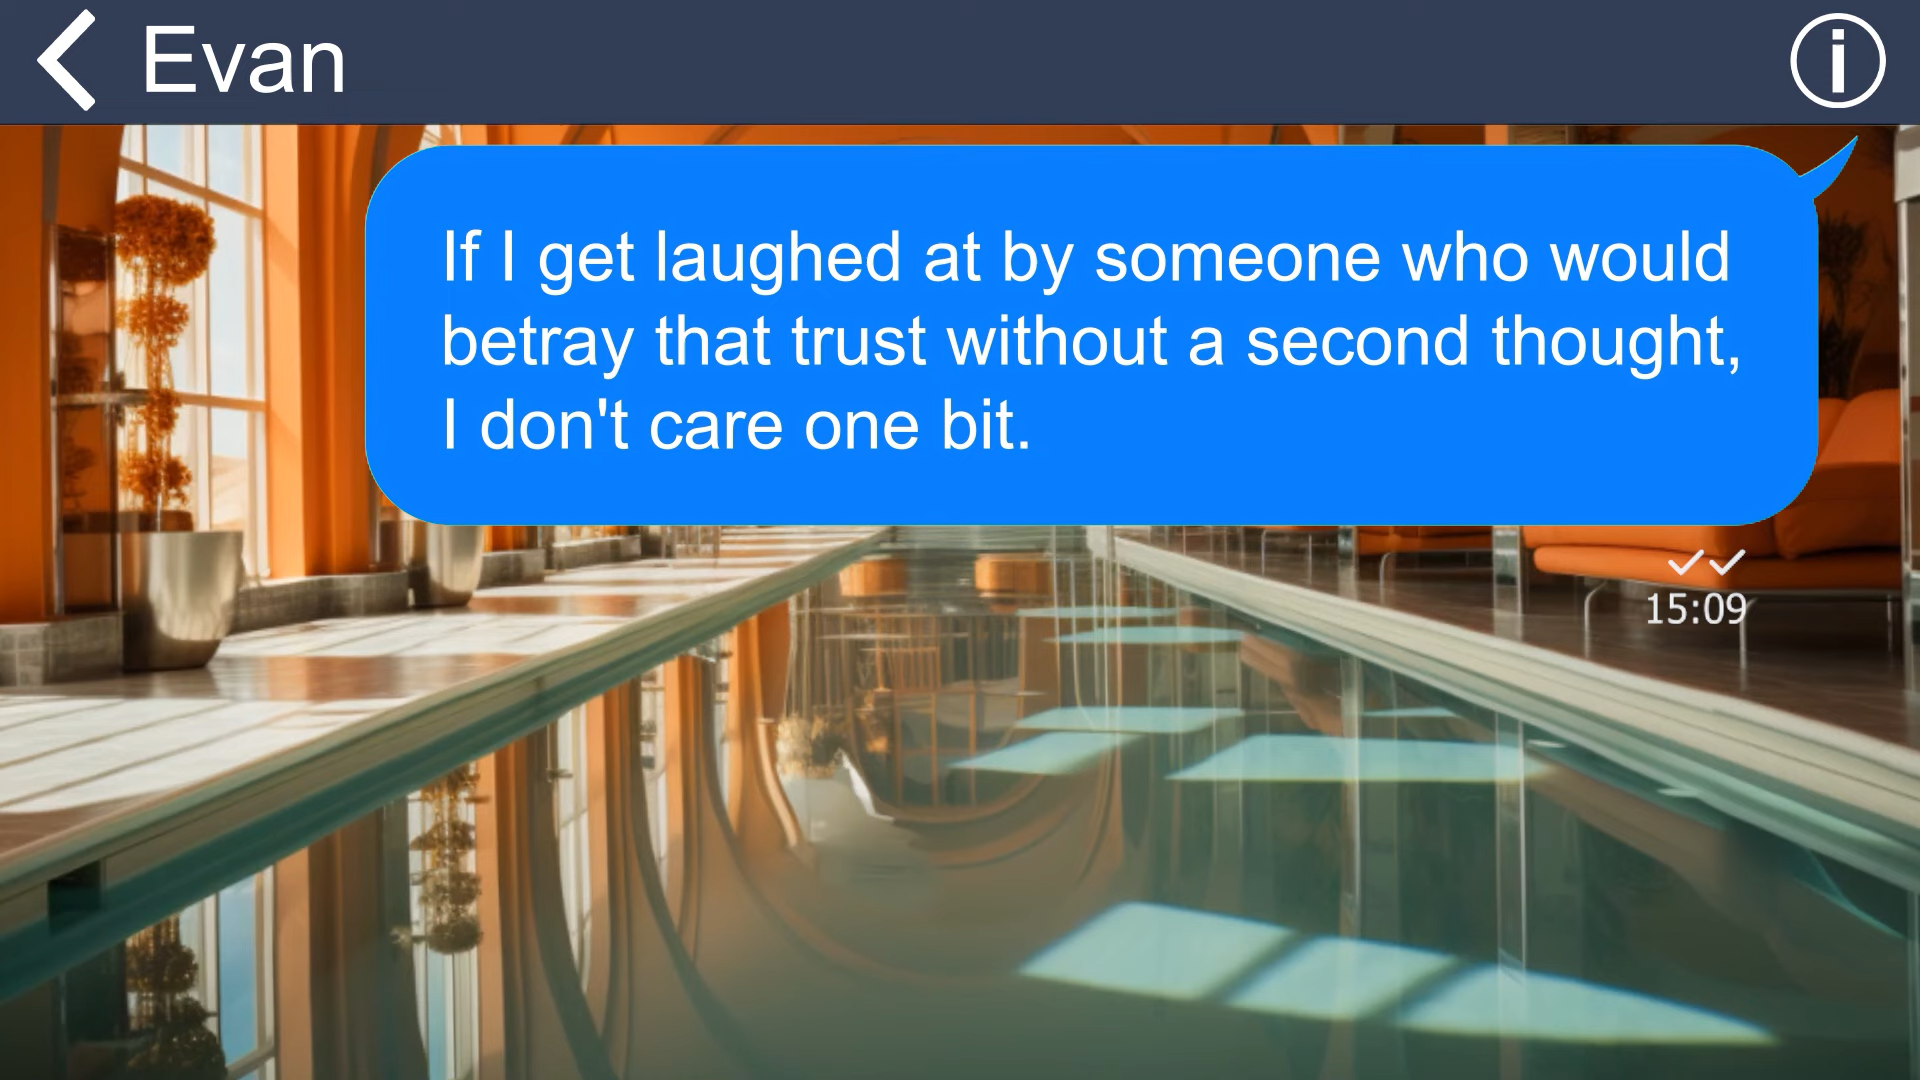 Evan
If I get laughed at by someone who would
betray that trust without a second thought,
I don't care one bit.
15:09